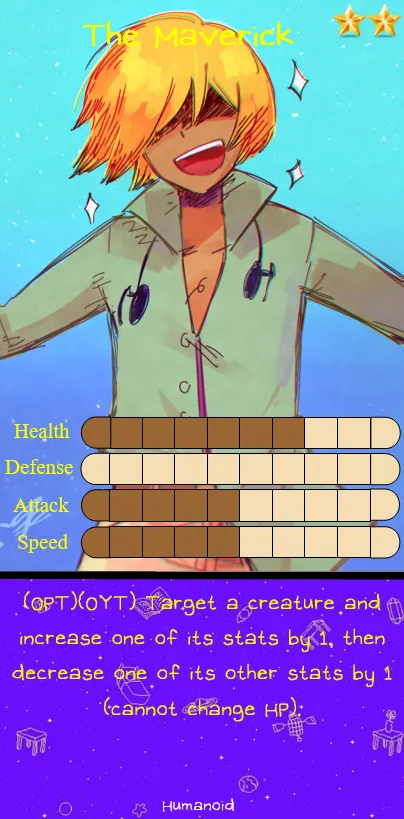 The Maverick
Health
Defense
Attack
Speed
(OPT)(OYT) Target a creature and
increase one of its stats by 1, then
decrease one of its other stats by 1
(cannot change HP).
Humanoid